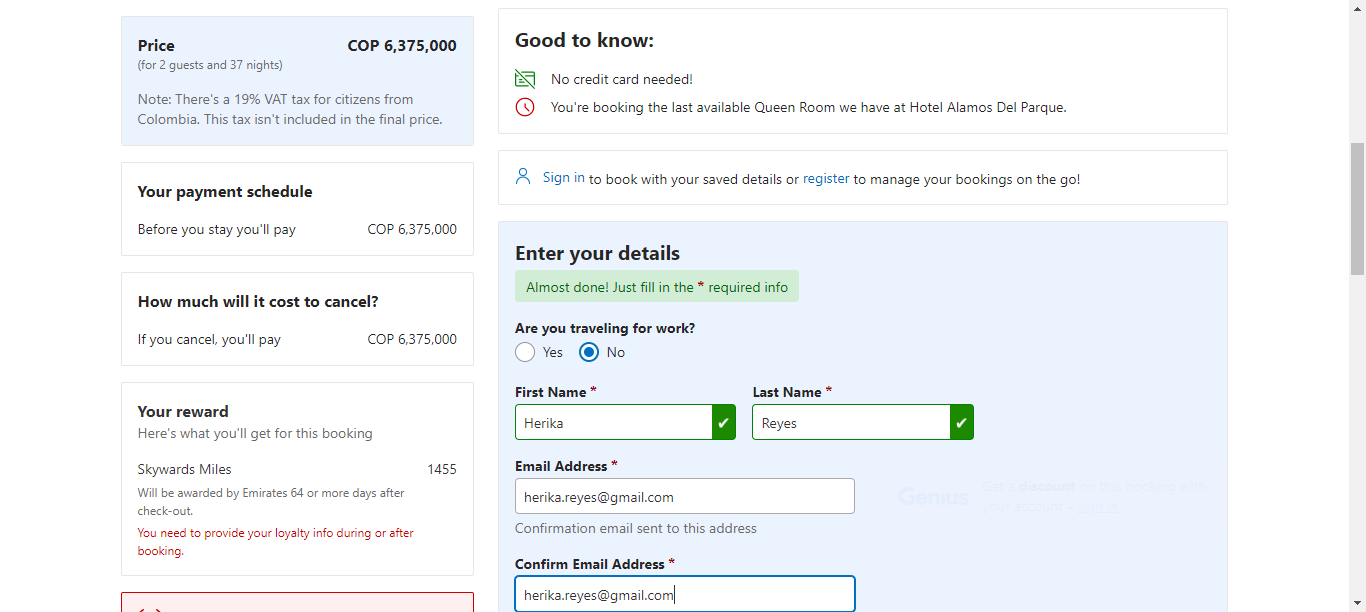 Price COP 6,375,000
(for 2 guests and 37 nights)
Note: There's a 19% VAT tax for citizens from
Colombia. This tax isn't included in the final price.
Your payment schedule
Before you stay you'll pay COP 6,375,000
How much will it cost to cancel?
If you cancel, you'll pay COP 6,375,000
Your reward
Here's what you'll get for this booking
Skywards Miles 1455
Will be awarded by Emirates 64 or more days after
check-out.
You need to provide your loyalty info during or after
booking.
Good to know:
No credit card needed!
You're booking the last available Queen Room we have at Hotel Alamos Del Parque.
Sign in to book with your saved details or register to manage your bookings on the go!
Enter your details
Almost done! Just fill in the * required info
Are you traveling for work?
Yes No
First Name * Last Name *
Herika Reyes
Email Address *
herika.reyes@gmail.com
Genius Get a discount on this booking with
your account – sign in
Confirmation email sent to this address
Confirm Email Address *
herika.reyes@gmail.com